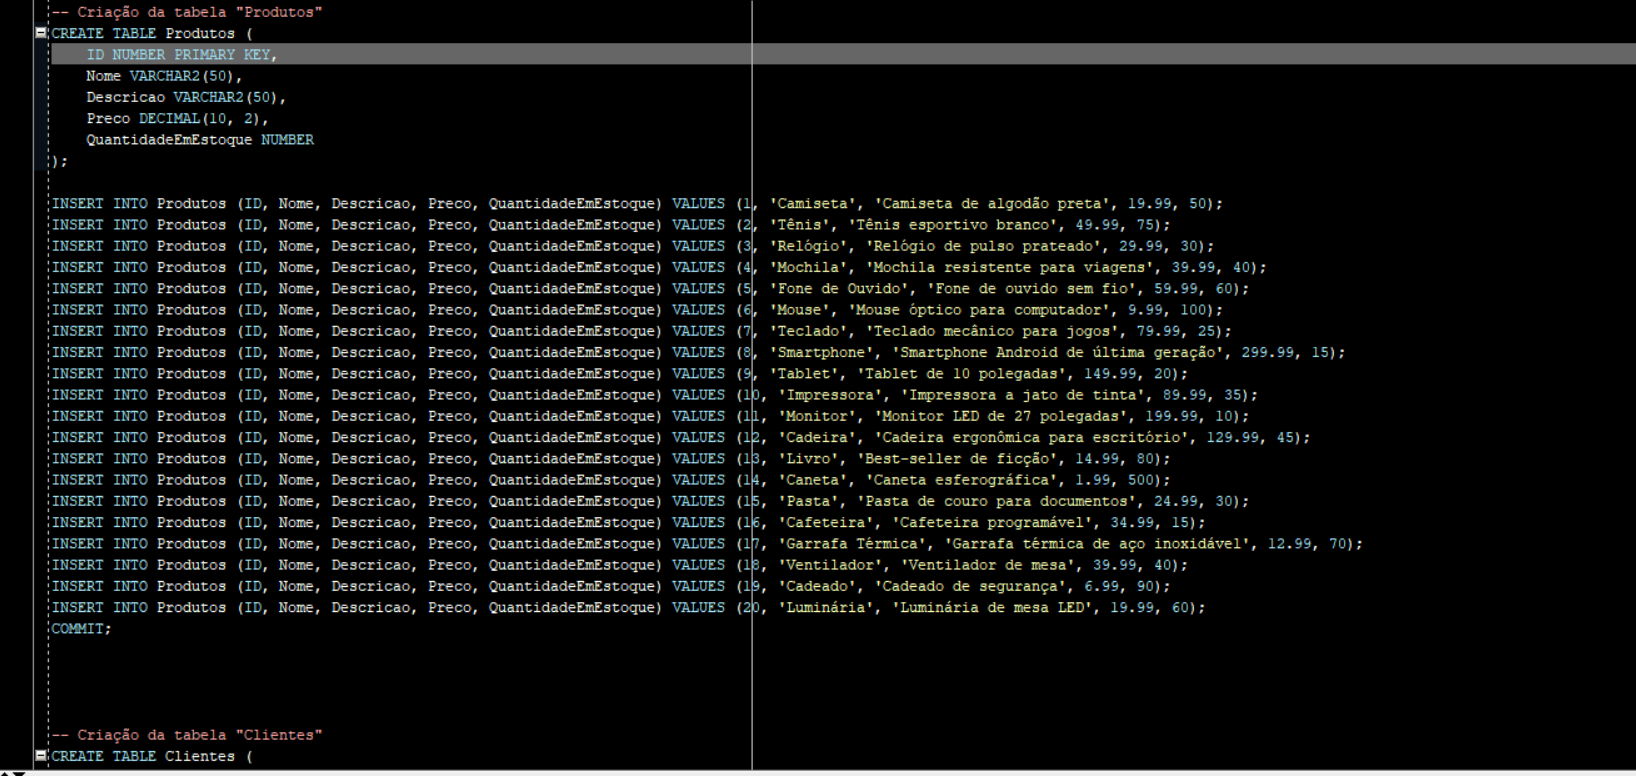 -- Criação da tabela "Produtos"
CREATE TABLE Produtos (
    ID NUMBER PRIMARY KEY,
    Nome VARCHAR2(50),
    Descricao VARCHAR2(50),
    Preco DECIMAL(10, 2),
    QuantidadeEmEstoque NUMBER
);
INSERT INTO Produtos (ID, Nome, Descricao, Preco, QuantidadeEmEstoque) VALUES (1, 'Camiseta', 'Camiseta de algodão preta', 19.99, 50);
INSERT INTO Produtos (ID, Nome, Descricao, Preco, QuantidadeEmEstoque) VALUES (2, 'Tênis', 'Tênis esportivo branco', 49.99, 75);
INSERT INTO Produtos (ID, Nome, Descricao, Preco, QuantidadeEmEstoque) VALUES (3, 'Relógio', 'Relógio de pulso prateado', 29.99, 30);
INSERT INTO Produtos (ID, Nome, Descricao, Preco, QuantidadeEmEstoque) VALUES (4, 'Mochila', 'Mochila resistente para viagens', 39.99, 40);
INSERT INTO Produtos (ID, Nome, Descricao, Preco, QuantidadeEmEstoque) VALUES (5, 'Fone de Ouvido', 'Fone de ouvido sem fio', 59.99, 60);
INSERT INTO Produtos (ID, Nome, Descricao, Preco, QuantidadeEmEstoque) VALUES (6, 'Mouse', 'Mouse óptico para computador', 9.99, 100);
INSERT INTO Produtos (ID, Nome, Descricao, Preco, QuantidadeEmEstoque) VALUES (7, 'Teclado', 'Teclado mecânico para jogos', 79.99, 25);
INSERT INTO Produtos (ID, Nome, Descricao, Preco, QuantidadeEmEstoque) VALUES (8, 'Smartphone', 'Smartphone Android de última geração', 299.99, 15);
INSERT INTO Produtos (ID, Nome, Descricao, Preco, QuantidadeEmEstoque) VALUES (9, 'Tablet', 'Tablet de 10 polegadas', 149.99, 20);
INSERT INTO Produtos (ID, Nome, Descricao, Preco, QuantidadeEmEstoque) VALUES (10, 'Impressora', 'Impressora a jato de tinta', 89.99, 35);
INSERT INTO Produtos (ID, Nome, Descricao, Preco, QuantidadeEmEstoque) VALUES (11, 'Monitor', 'Monitor LED de 27 polegadas', 199.99, 10);
INSERT INTO Produtos (ID, Nome, Descricao, Preco, QuantidadeEmEstoque) VALUES (12, 'Cadeira', 'Cadeira ergonômica para escritório', 129.99, 45);
INSERT INTO Produtos (ID, Nome, Descricao, Preco, QuantidadeEmEstoque) VALUES (13, 'Livro', 'Best-seller de ficção', 14.99, 80);
INSERT INTO Produtos (ID, Nome, Descricao, Preco, QuantidadeEmEstoque) VALUES (14, 'Caneta', 'Caneta esferográfica', 1.99, 500);
INSERT INTO Produtos (ID, Nome, Descricao, Preco, QuantidadeEmEstoque) VALUES (15, 'Pasta', 'Pasta de couro para documentos', 24.99, 30);
INSERT INTO Produtos (ID, Nome, Descricao, Preco, QuantidadeEmEstoque) VALUES (16, 'Cafeteira', 'Cafeteira programável', 34.99, 15);
INSERT INTO Produtos (ID, Nome, Descricao, Preco, QuantidadeEmEstoque) VALUES (17, 'Garrafa Térmica', 'Garrafa térmica de aço inoxidável', 12.99, 70);
INSERT INTO Produtos (ID, Nome, Descricao, Preco, QuantidadeEmEstoque) VALUES (18, 'Ventilador', 'Ventilador de mesa', 39.99, 40);
INSERT INTO Produtos (ID, Nome, Descricao, Preco, QuantidadeEmEstoque) VALUES (19, 'Cadeado', 'Cadeado de segurança', 6.99, 90);
INSERT INTO Produtos (ID, Nome, Descricao, Preco, QuantidadeEmEstoque) VALUES (20, 'Luminária', 'Luminária de mesa LED', 19.99, 60);
COMMIT;
-- Criação da tabela "Clientes"
CREATE TABLE Clientes (